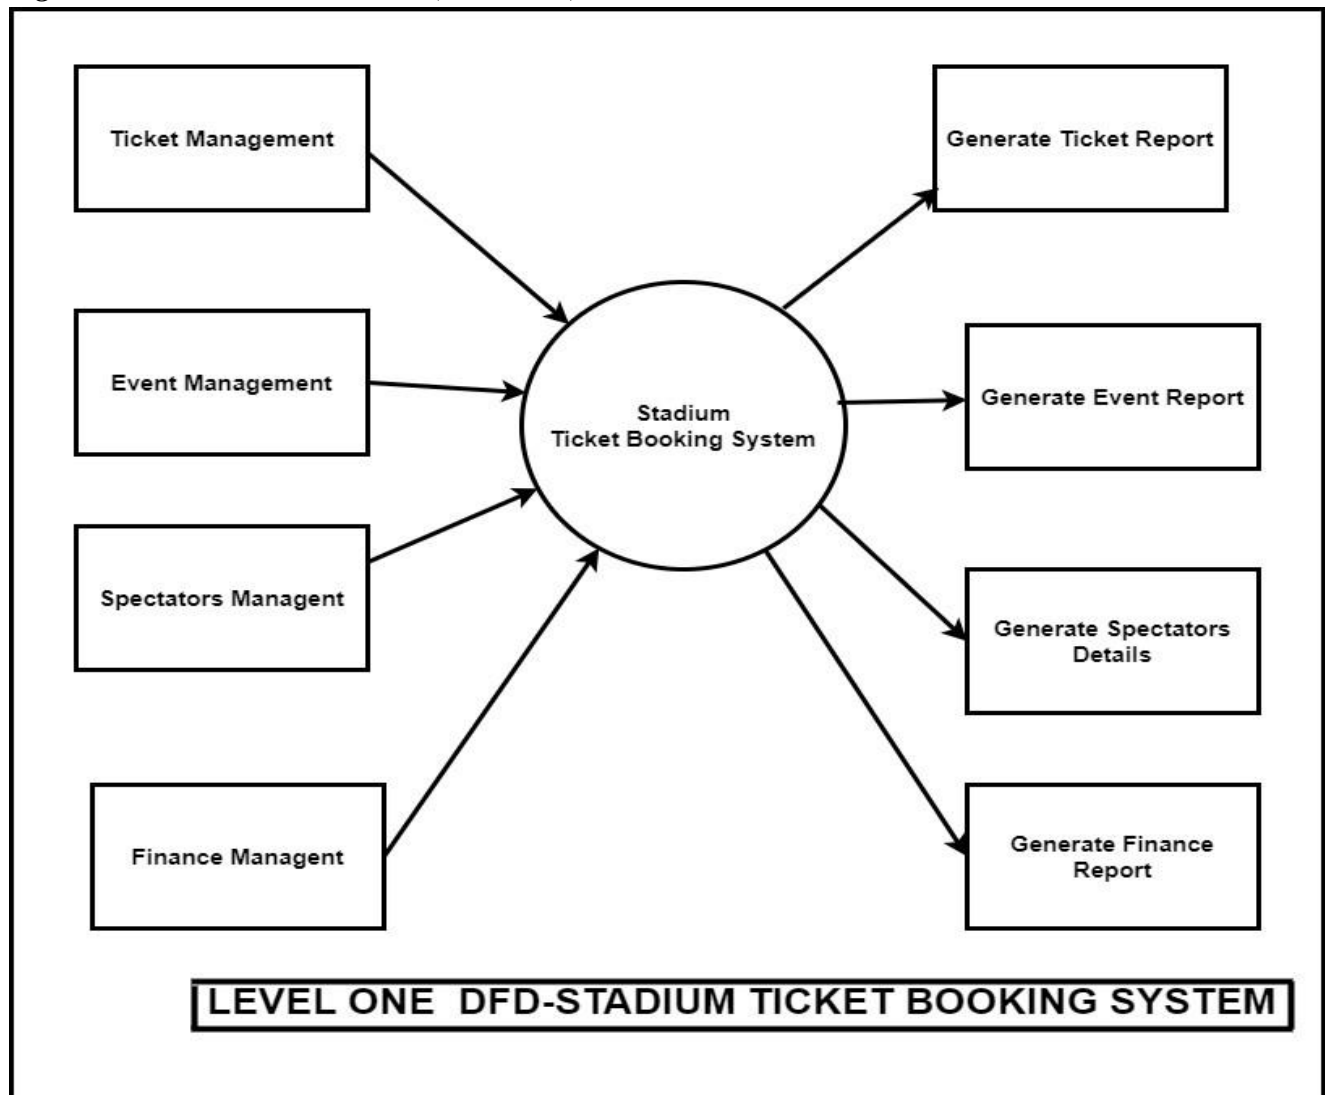 Ticket Management
Generate Ticket Report
Event Management
Generate Event Report
Stadium
Ticket Booking System
Spectators Managent
Generate Spectators
Details
Finance Managent
Generate Finance
Report
LEVEL ONE DFD-STADIUM TICKET BOOKING SYSTEM